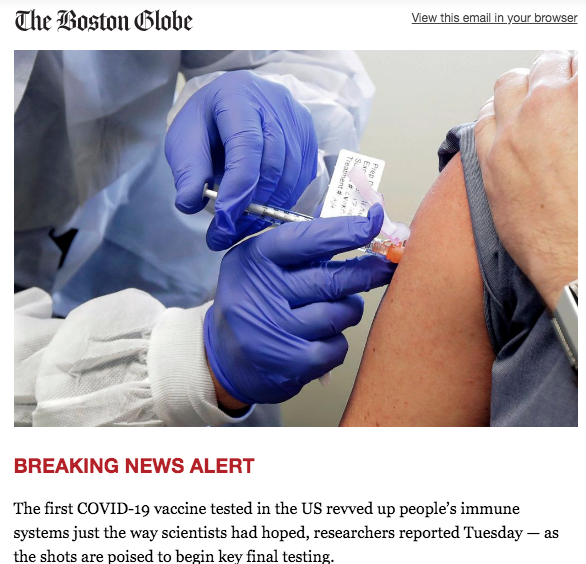 The Boston Globe
View this email in your browser
Prep D
Treatment #
BREAKING NEWS ALERT
The first COVID-19 vaccine tested in the US revved up people’s immune
systems just the way scientists had hoped, researchers reported Tuesday — as
the shots are poised to begin key final testing.